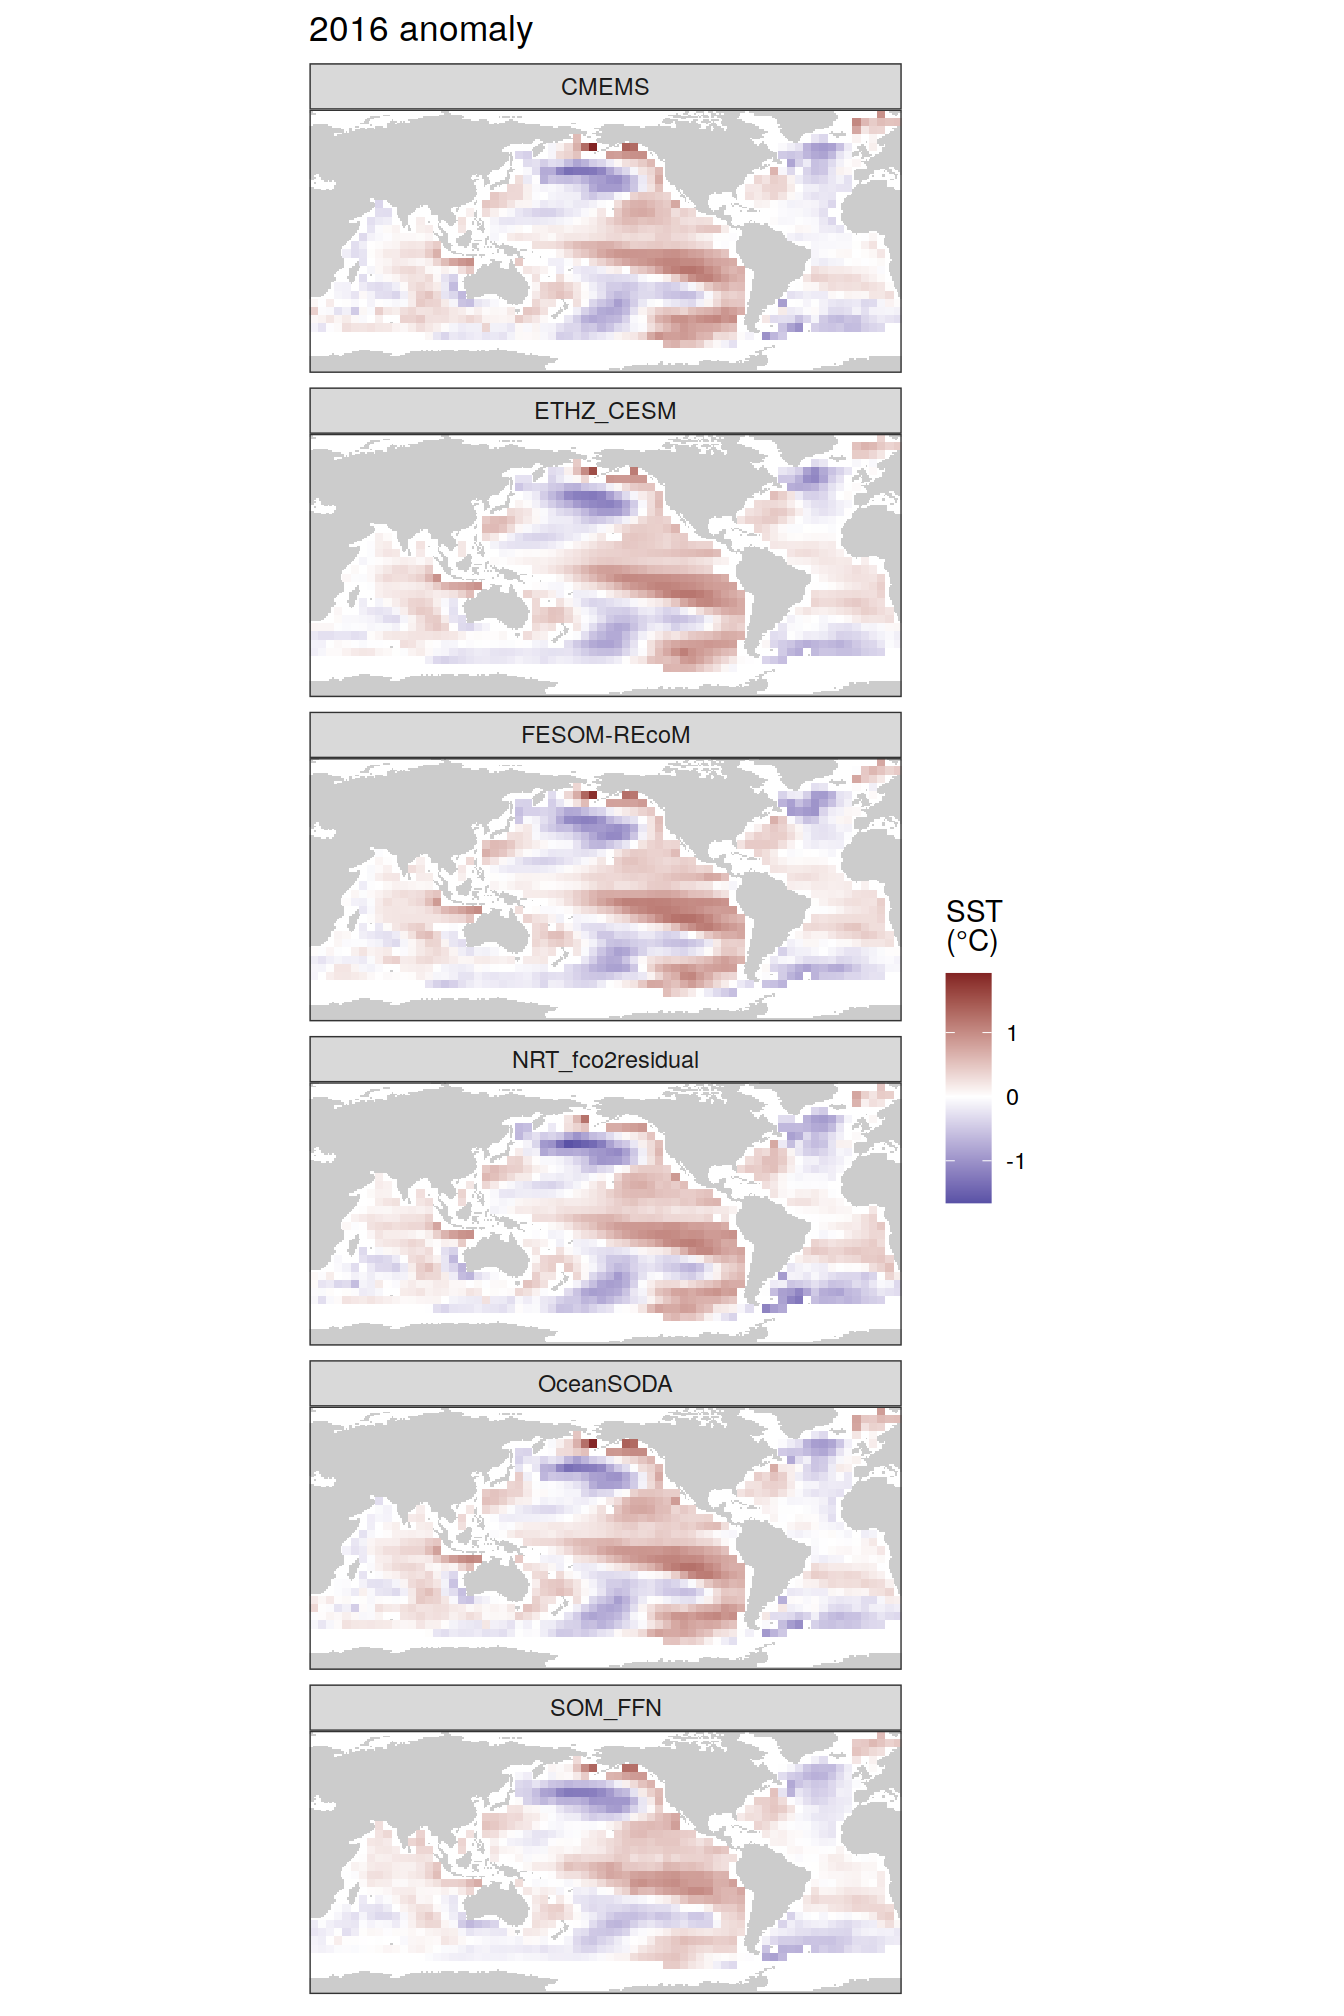 2016 anomaly
CMEMS
ETHZ_CESM
FESOM-REcoM
NRT_fco2residual
OceanSODA
SOM_FFN
SST
(°C)
1
0
-1